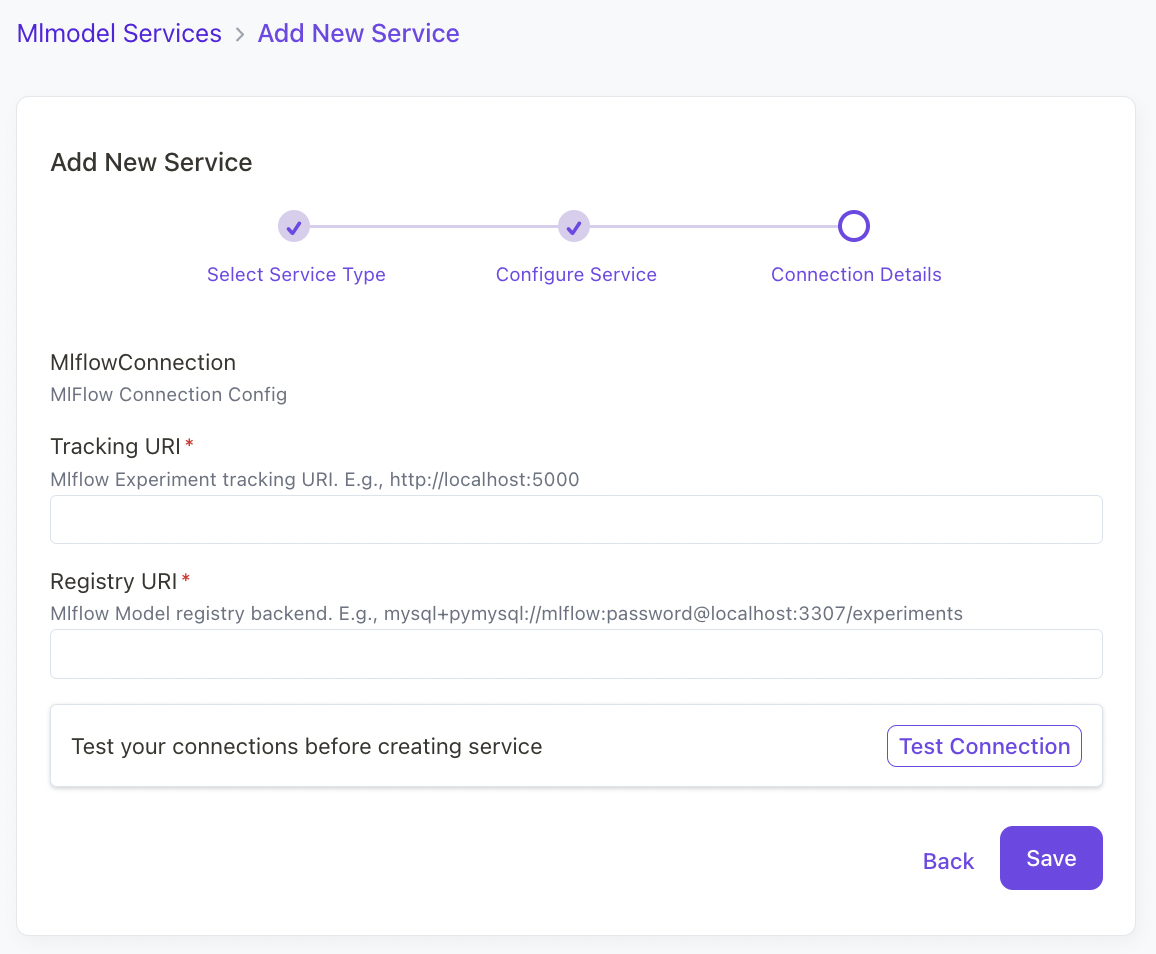 Mlmodel Services > Add New Service
Add New Service
Select Service Type
Configure Service
Connection Details
MlflowConnection
MlFlow Connection Config
Tracking URI*
Mlflow Experiment tracking URI. E.g., http://localhost:5000
Registry URI*
Mlflow Model registry backend. E.g., mysql+pymysql://mlflow:password@localhost:3307/experiments
Test your connections before creating service
Test Connection
Back
Save